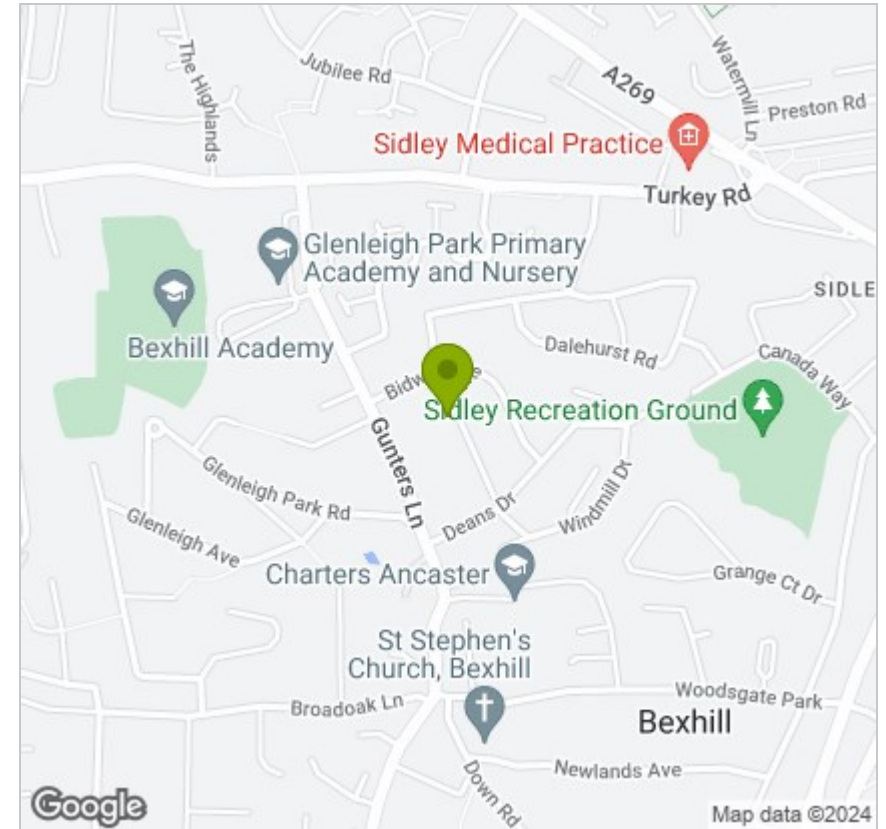 The Highlands
Jubilee Rd
A269
Watermill Ln
Preston Rd
Sidley Medical Practice
Turkey Rd
Glenleigh Park Primary
Academy and Nursery
SIDLE
Bexhill Academy
Dalehurst Rd
Canada Way
Sidley Recreation Ground
Gunters Ln
Glenleigh Park Rd
Deans Dr
Windmill Dr
Glenleigh Ave
Charters Ancaster
Grange Ct Dr
St Stephen's
Church, Bexhill
Broadoak Ln
Woodsgate Park
Bexhill
Newlands Ave
Down Rd
Google
Map data ©2024